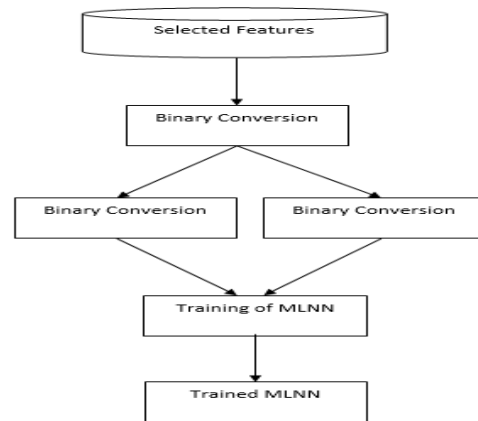 Selected Features
Binary Conversion
Binary Conversion
Binary Conversion
Training of MLNN
Trained MLNN